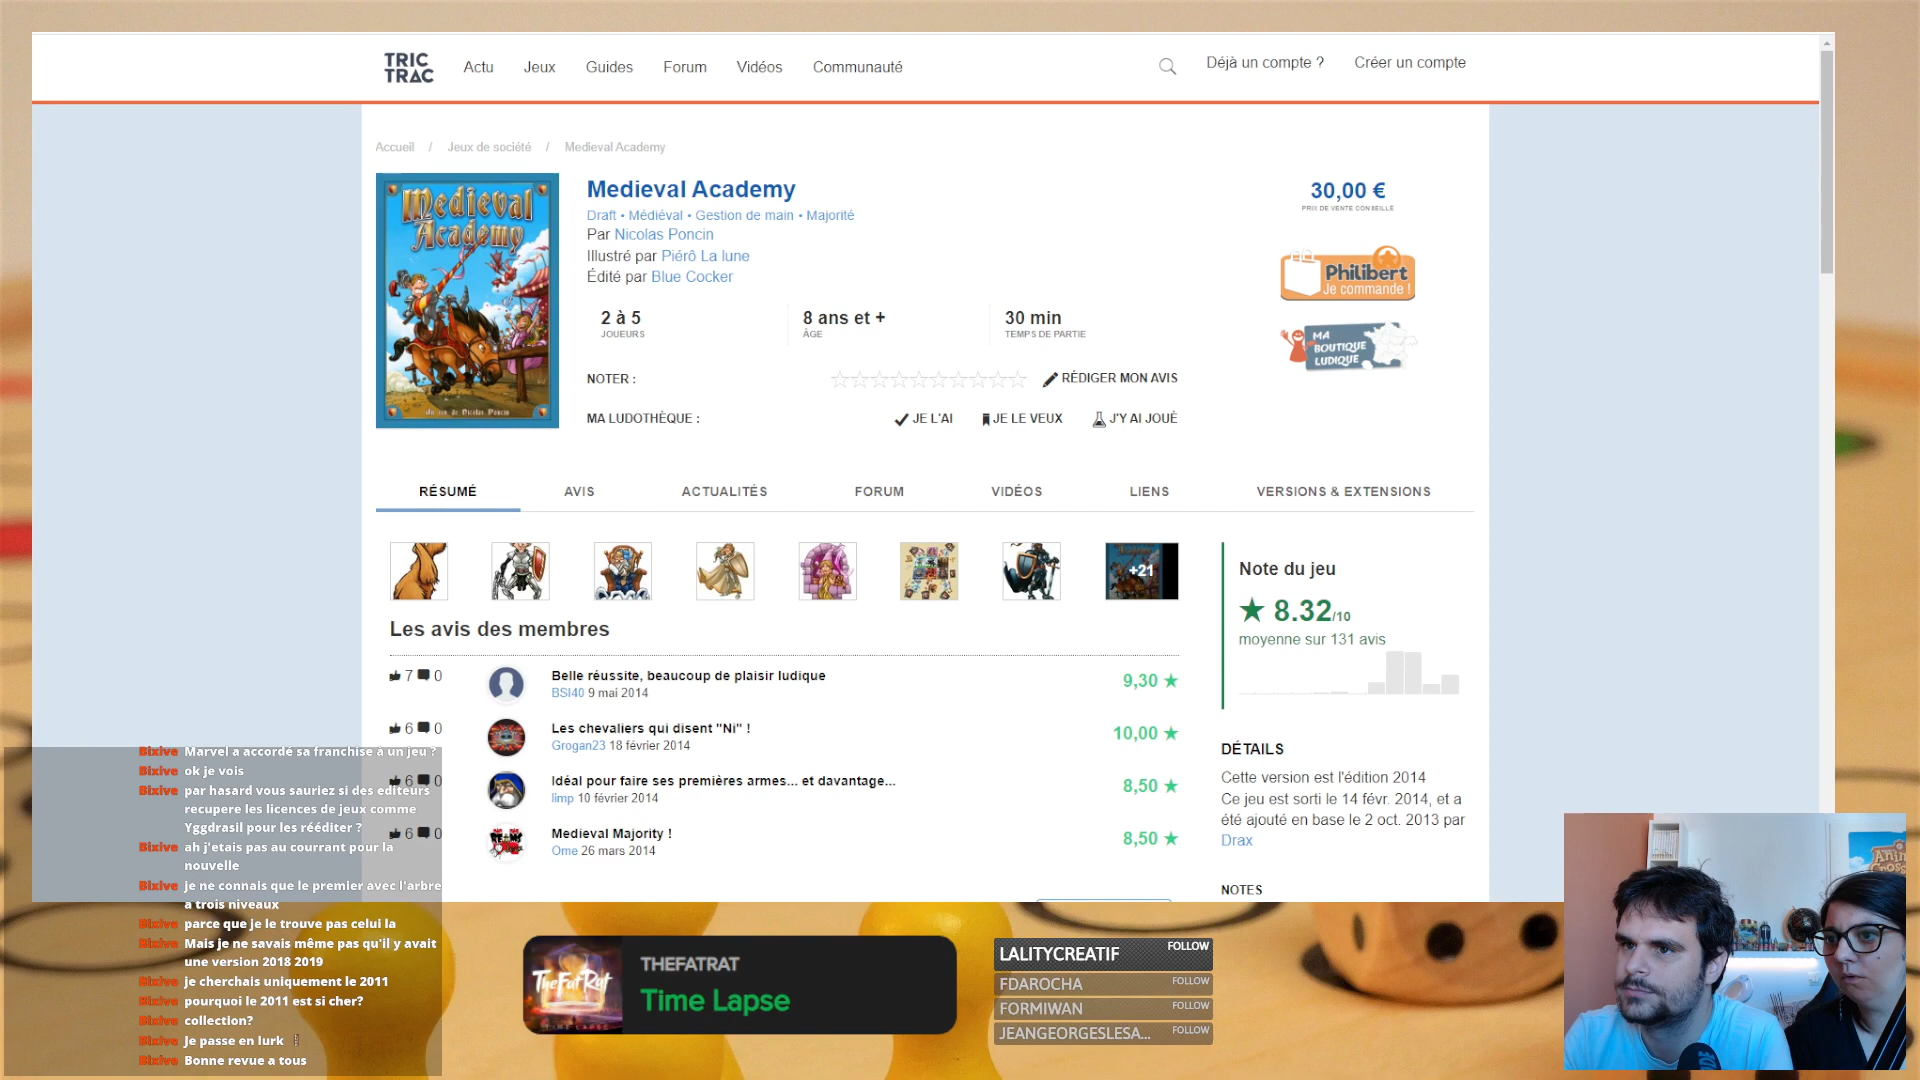 TRIC
TRAC
Actu
Jeux
Guides
Forum
Vidéos
Communauté
Déjà un compte ?
Créer un compte
Accueil / Jeux de société / Medieval Academy
Medieval
Academy
Un jeu de Nicolas Poncin
Medieval Academy
Draft • Médiéval • Gestion de main • Majorité
Par Nicolas Poncin
Illustré par Piérô La lune
Édité par Blue Cocker
2 à 5
JOUEURS
8 ans et +
ÂGE
30 min
TEMPS DE PARTIE
NOTER :
RÉDIGER MON AVIS
MA LUDOTHÈQUE :
JE L'AI
JE LE VEUX
J'Y AI JOUÉ
30,00 €
PRIX DE VENTE CONSEILLÉ
Philibert
Je commande !
MA
BOUTIQUE
LUDIQUE
RÉSUMÉ
AVIS
ACTUALITÉS
FORUM
VIDÉOS
LIENS
VERSIONS & EXTENSIONS
+21
Les avis des membres
7 0
Belle réussite, beaucoup de plaisir ludique
BSI40 9 mai 2014
9,30
6 0
Les chevaliers qui disent "Ni" !
Grogan23 18 février 2014
10,00
6 0
Idéal pour faire ses premières armes... et davantage...
limp 10 février 2014
8,50
6 0
Medieval Majority !
Ome 26 mars 2014
8,50
Note du jeu
8.32/10
moyenne sur 131 avis
DÉTAILS
Cette version est l'édition 2014
Ce jeu est sorti le 14 févr. 2014, et a
été ajouté en base le 2 oct. 2013 par
Drax
NOTES
Bixive Marvel a accordé sa franchise à un jeu ?
Bixive ok je vois
Bixive par hasard vous sauriez si des editeurs
recupere les licences de jeux comme
Yggdrasil pour les rééditer ?
Bixive ah j'etais pas au courrant pour la
nouvelle
Bixive je ne connais que le premier avec l'arbre
a trois niveaux
Bixive parce que je le trouve pas celui la
Bixive Mais je ne savais même pas qu'il y avait
une version 2018 2019
Bixive je cherchais uniquement le 2011
Bixive pourquoi le 2011 est si cher?
Bixive collection?
Bixive Je passe en lurk
Bixive Bonne revue a tous
TheFatRat
TIME LAPSE
THEFATRAT
Time Lapse
LALITYCREATIF FOLLOW
FDAROCHA FOLLOW
FORMIWAN FOLLOW
JEANGEORGESLESA... FOLLOW